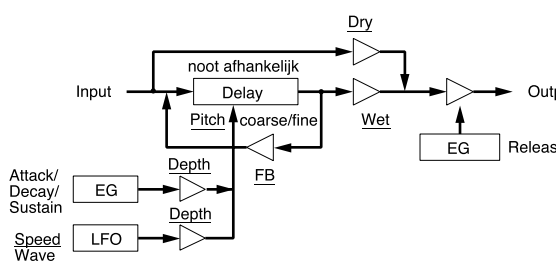 Dry
noot afhankelijk
Input
Delay
Pitch
coarse/fine
Wet
EG
FB
Attack/
Decay/
Sustain
EG
Depth
Depth
Speed
Wave
LFO